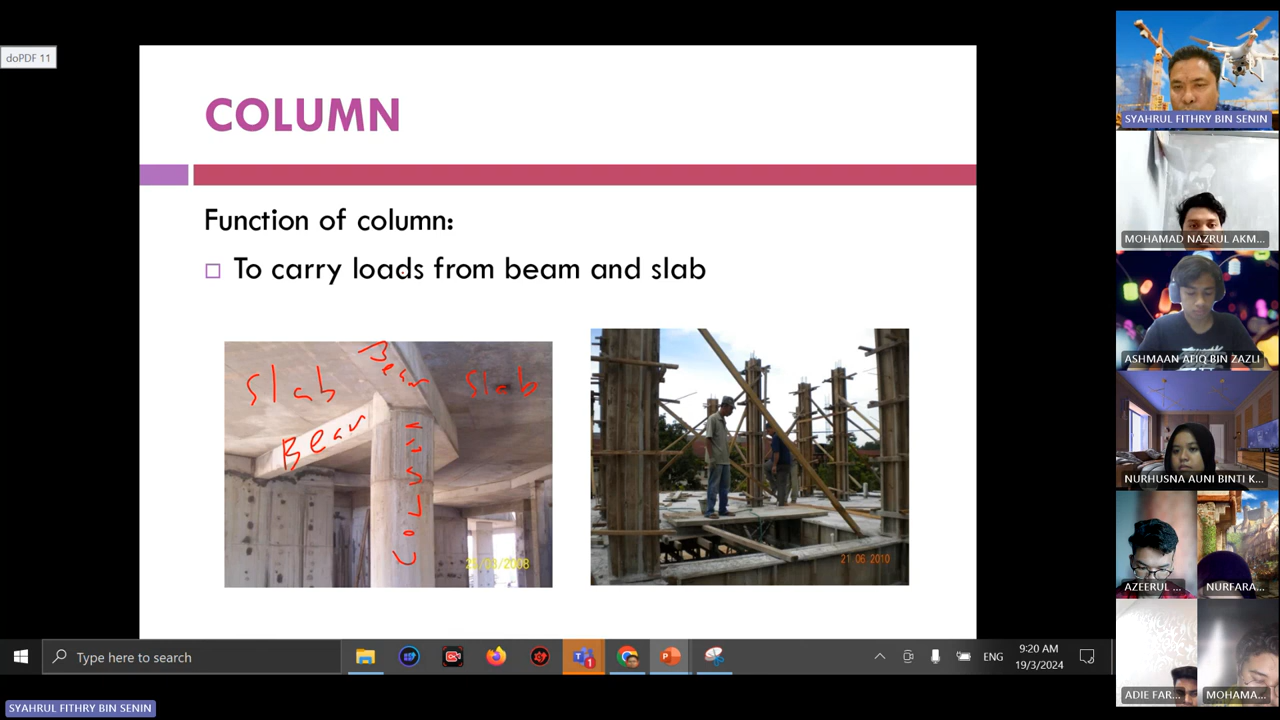 doPDF 11
COLUMN
Function of column:
To carry loads from beam and slab
Slab
Beam
Slab
Beam
Column
21 06 2010
Type here to search
1
ENG
9:20 AM
19/3/2024
SYAHRUL FITHRY BIN SENIN
MOHAMAD NAZRUL AKM...
ASHMAAN AFIQ BIN ZAZLI
NURHUSNA AUNI BINTI K...
AZEERUL ...
NURFARA...
ADIE FAR...
MOHAMA...
SYAHRUL FITHRY BIN SENIN